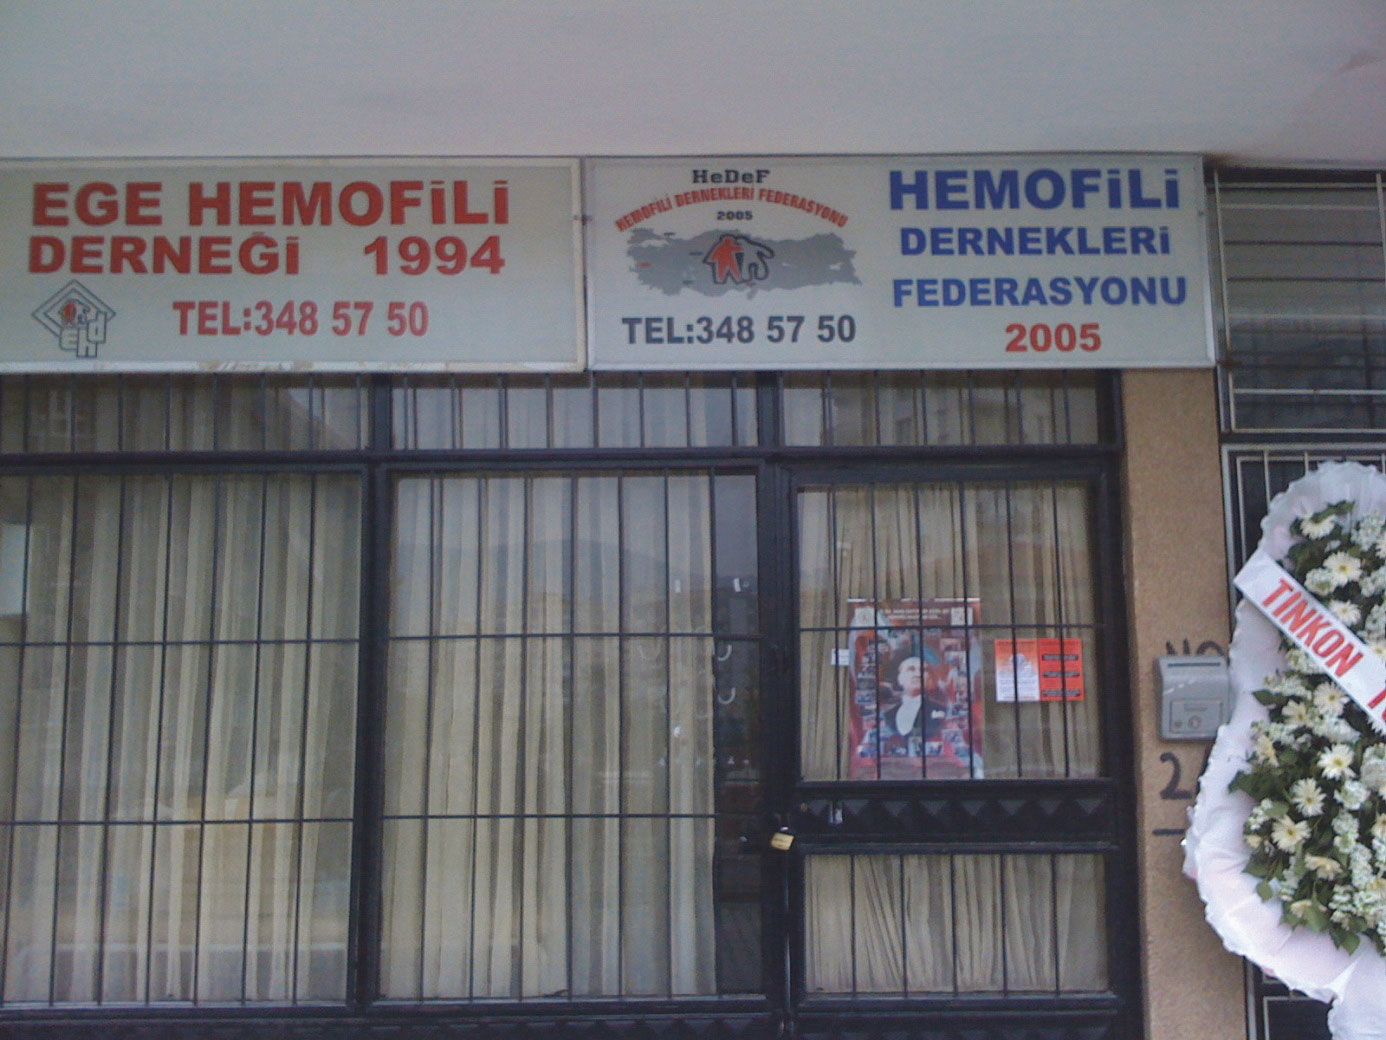 EGE HEMOFİLİ
DERNEĞİ 1994
TEL:348 57 50
HeDeF
HEMOFİLİ DERNEKLERİ FEDERASYONU
2005
TEL:348 57 50
HEMOFİLİ
DERNEKLERİ
FEDERASYONU
2005
TINKON